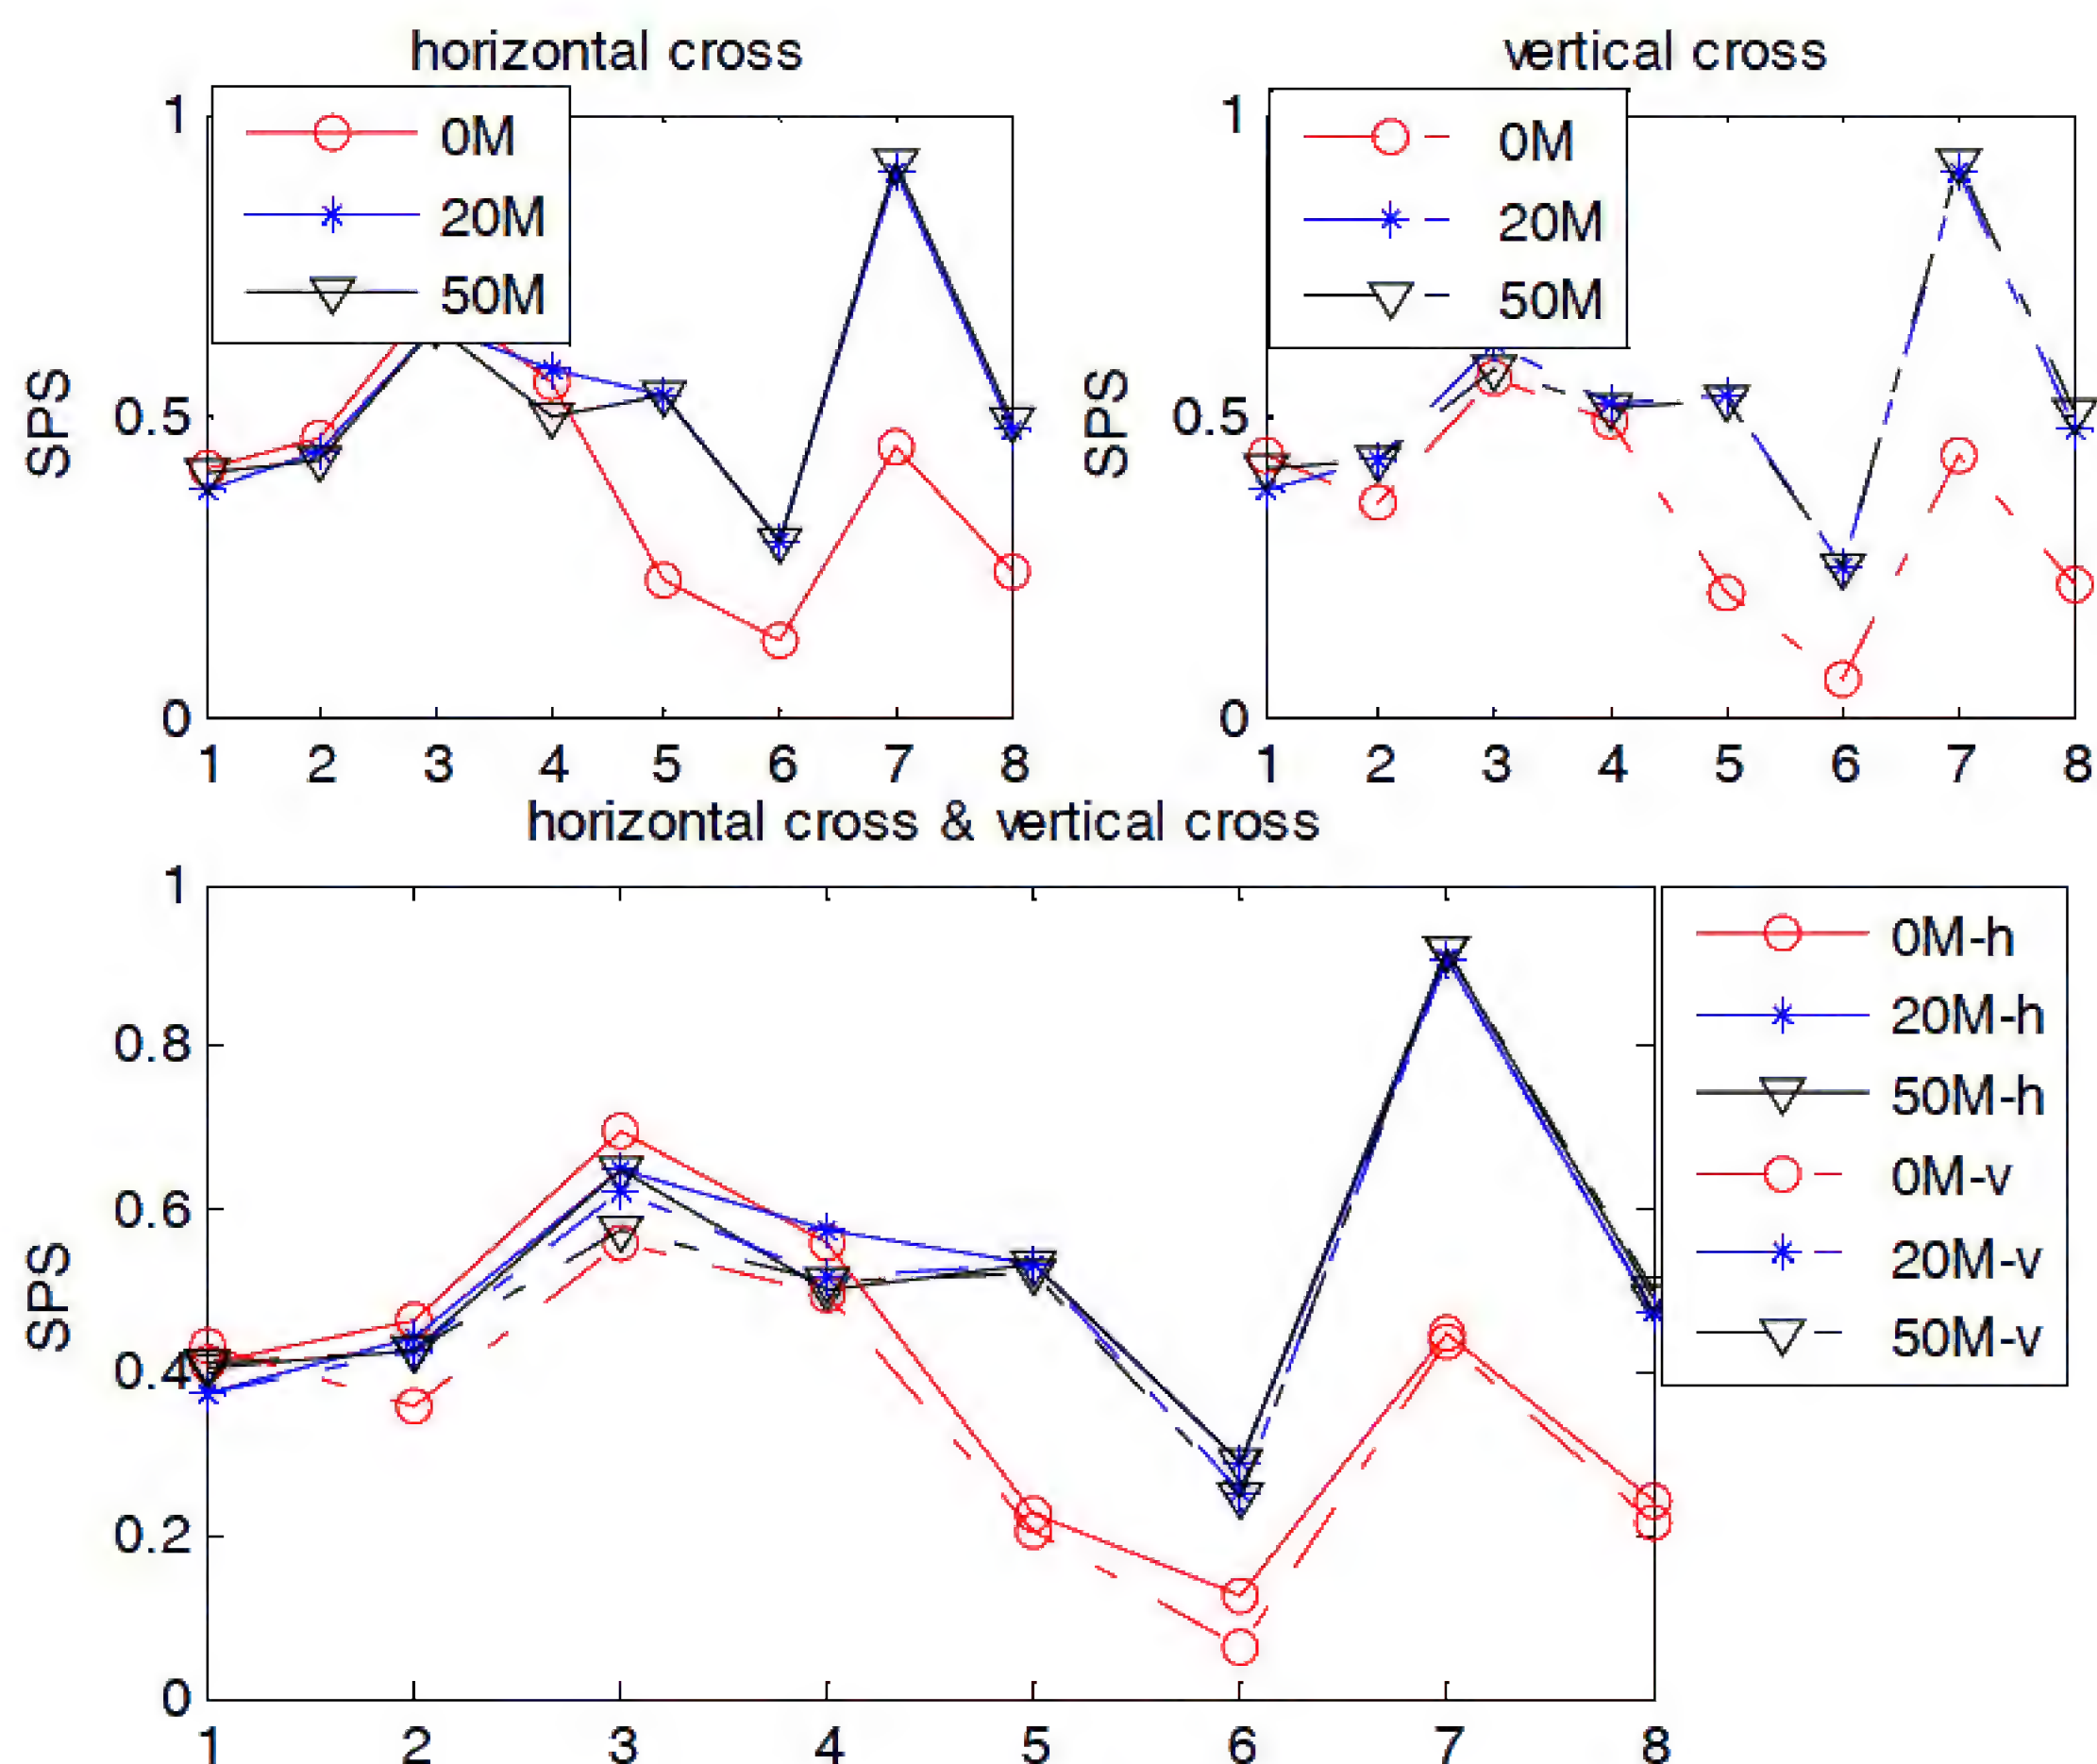 horizontal cross
1
0.5
0
SPS
0M
20M
50M
1 2 3 4 5 6 7 8
vertical cross
1
0.5
0
SPS
0M
20M
50M
1 2 3 4 5 6 7 8
horizontal cross & vertical cross
1
0.8
0.6
0.4
0.2
0
SPS
0M-h
20M-h
50M-h
0M-v
20M-v
50M-v
1 2 3 4 5 6 7 8